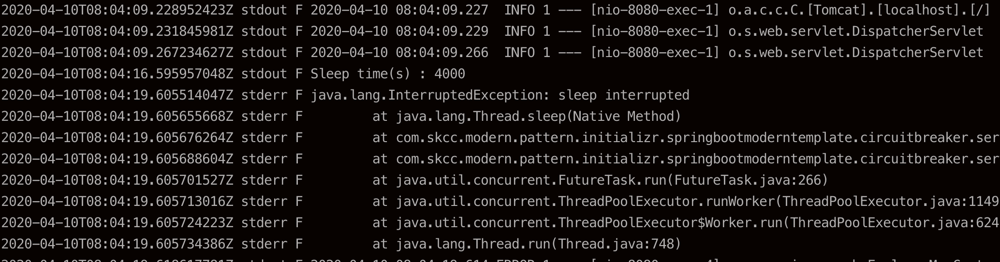 2020-04-10T08:04:09.228952423Z stdout F 2020-04-10 08:04:09.227  INFO 1 --- [nio-8080-exec-1] o.a.c.c.C.[Tomcat].[localhost].[/]
2020-04-10T08:04:09.231845981Z stdout F 2020-04-10 08:04:09.229  INFO 1 --- [nio-8080-exec-1] o.s.web.servlet.DispatcherServlet
2020-04-10T08:04:09.267234627Z stdout F 2020-04-10 08:04:09.266  INFO 1 --- [nio-8080-exec-1] o.s.web.servlet.DispatcherServlet
2020-04-10T08:04:16.595957048Z stdout F Sleep time(s) : 4000
2020-04-10T08:04:19.605514047Z stderr F java.lang.InterruptedException: sleep interrupted
2020-04-10T08:04:19.605655668Z stderr F         at java.lang.Thread.sleep(Native Method)
2020-04-10T08:04:19.605676264Z stderr F         at com.skcc.modern.pattern.initializr.springbootmoderntemplate.circuitbreaker.ser
2020-04-10T08:04:19.605688604Z stderr F         at com.skcc.modern.pattern.initializr.springbootmoderntemplate.circuitbreaker.ser
2020-04-10T08:04:19.605701527Z stderr F         at java.util.concurrent.FutureTask.run(FutureTask.java:266)
2020-04-10T08:04:19.605713016Z stderr F         at java.util.concurrent.ThreadPoolExecutor.runWorker(ThreadPoolExecutor.java:1149
2020-04-10T08:04:19.605724223Z stderr F         at java.util.concurrent.ThreadPoolExecutor$Worker.run(ThreadPoolExecutor.java:624
2020-04-10T08:04:19.605734386Z stderr F         at java.lang.Thread.run(Thread.java:748)